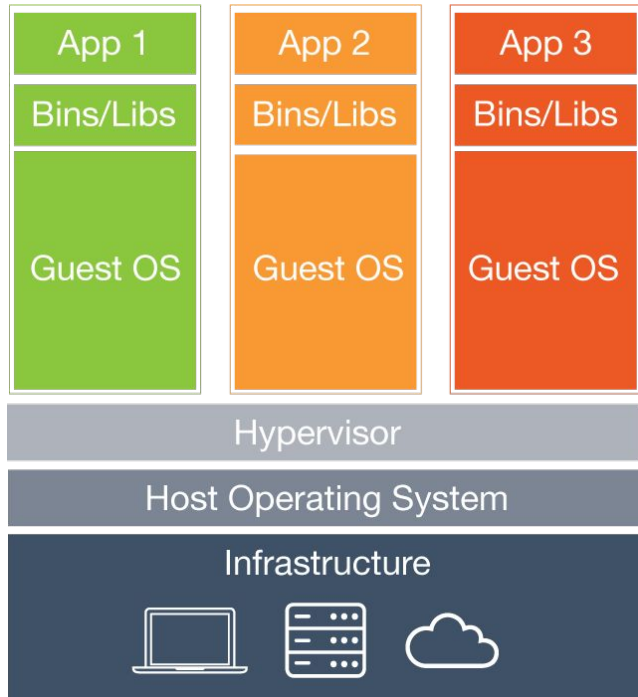 App 1
App 2
App 3
Bins/Libs
Bins/Libs
Bins/Libs
Guest OS
Guest OS
Guest OS
Hypervisor
Host Operating System
Infrastructure